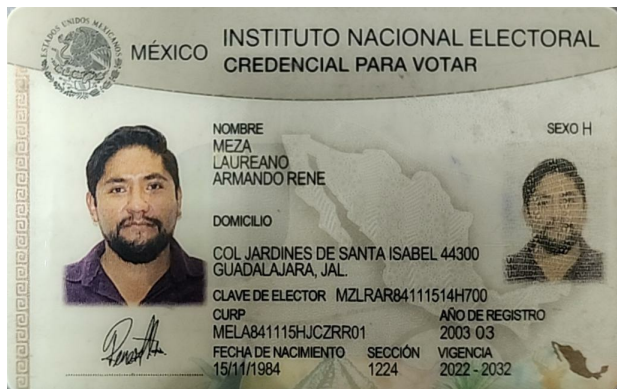 ESTADOS UNIDOS MEXICANOS
MÉXICO
INSTITUTO NACIONAL ELECTORAL
CREDENCIAL PARA VOTAR
NOMBRE
SEXO H
MEZA
LAUREANO
ARMANDO RENE
DOMICILIO
COL JARDINES DE SANTA ISABEL 44300
GUADALAJARA, JAL.
CLAVE DE ELECTOR MZLRAR84111514H700
CURP
MELA841115HJCZRR01
AÑO DE REGISTRO
2003 03
FECHA DE NACIMIENTO
15/11/1984
SECCIÓN
1224
VIGENCIA
2022 - 2032